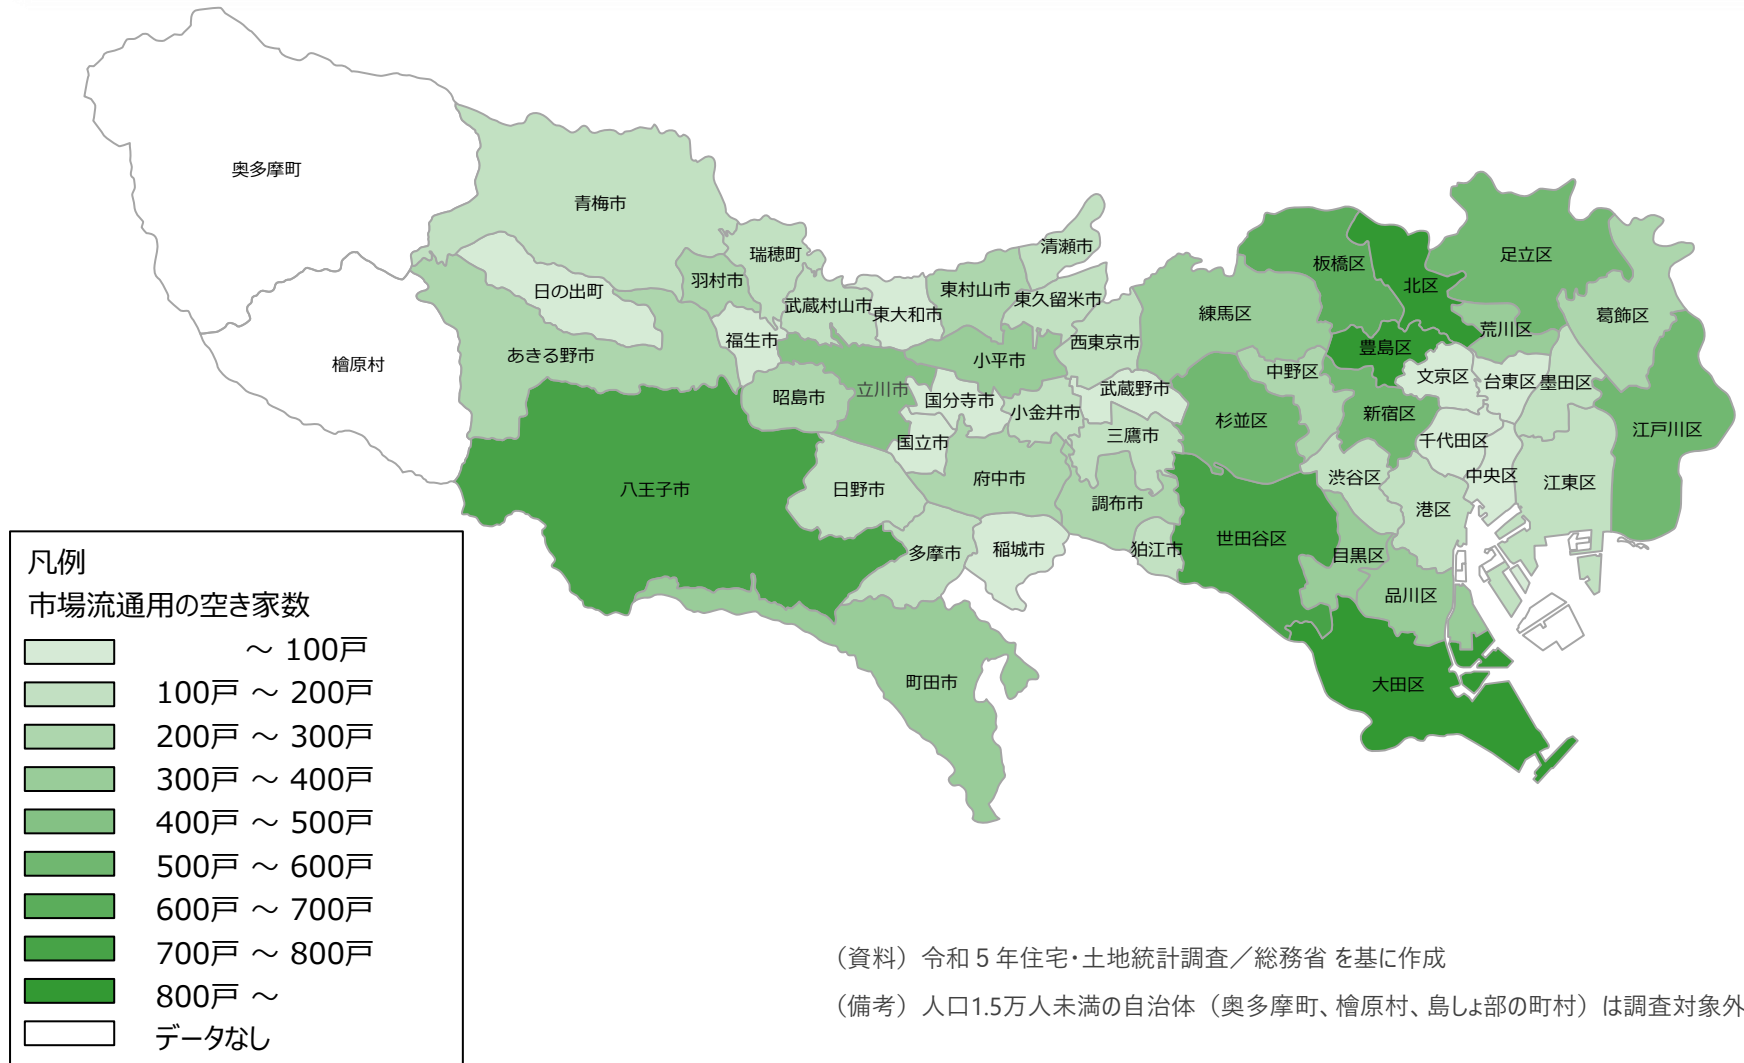 奥多摩町
青梅市
瑞穂町
清瀬市
羽村市
日の出町
武蔵村山市
東大和市
東村山市
東久留米市
板橋区
北区
足立区
葛飾区
練馬区
荒川区
福生市
西東京市
豊島区
檜原村
あきる野市
小平市
中野区
文京区
台東区
墨田区
昭島市
立川市
国分寺市
小金井市
武蔵野市
杉並区
新宿区
江戸川区
国立市
三鷹市
千代田区
八王子市
日野市
府中市
渋谷区
中央区
江東区
調布市
港区
多摩市
稲城市
狛江市
世田谷区
目黒区
品川区
町田市
大田区
凡例
市場流通用の空き家数
～ 100戸
100戸 ～ 200戸
200戸 ～ 300戸
300戸 ～ 400戸
400戸 ～ 500戸
500戸 ～ 600戸
600戸 ～ 700戸
700戸 ～ 800戸
800戸 ～
データなし
（資料）令和５年住宅・土地統計調査／総務省 を基に作成
（備考）人口1.5万人未満の自治体（奥多摩町、檜原村、島しょ部の町村）は調査対象外